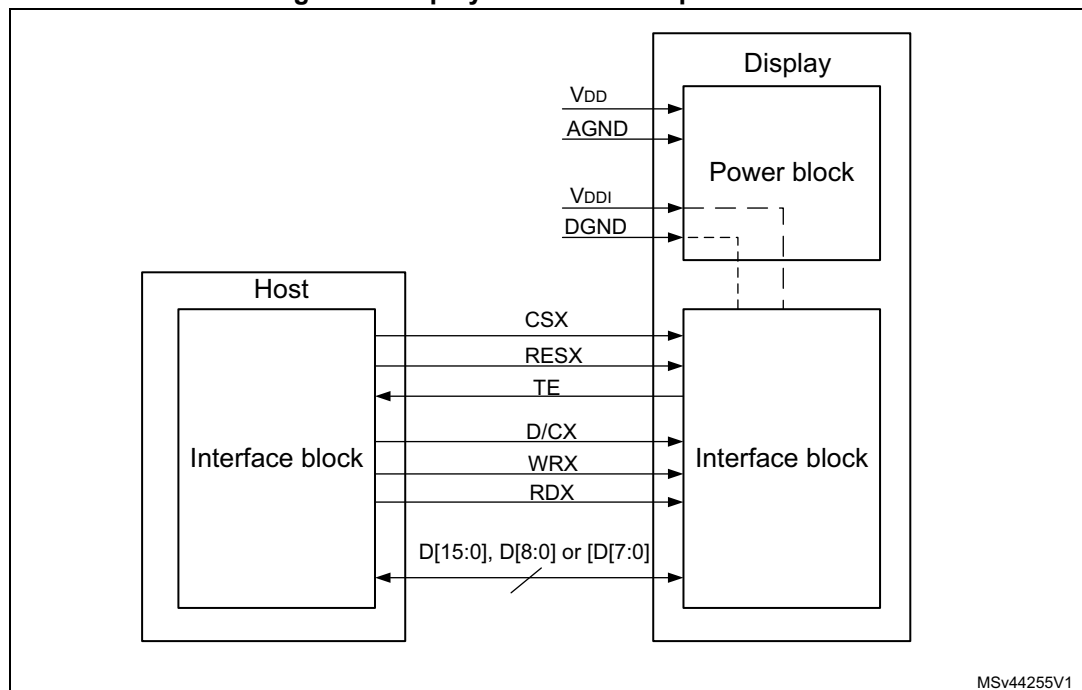 Display
VDD
AGND
Power block
VDDI
DGND
Host
CSX
RESX
TE
D/CX
Interface block
Interface block
WRX
RDX
D[15:0], D[8:0] or [D[7:0]
MSv44255V1